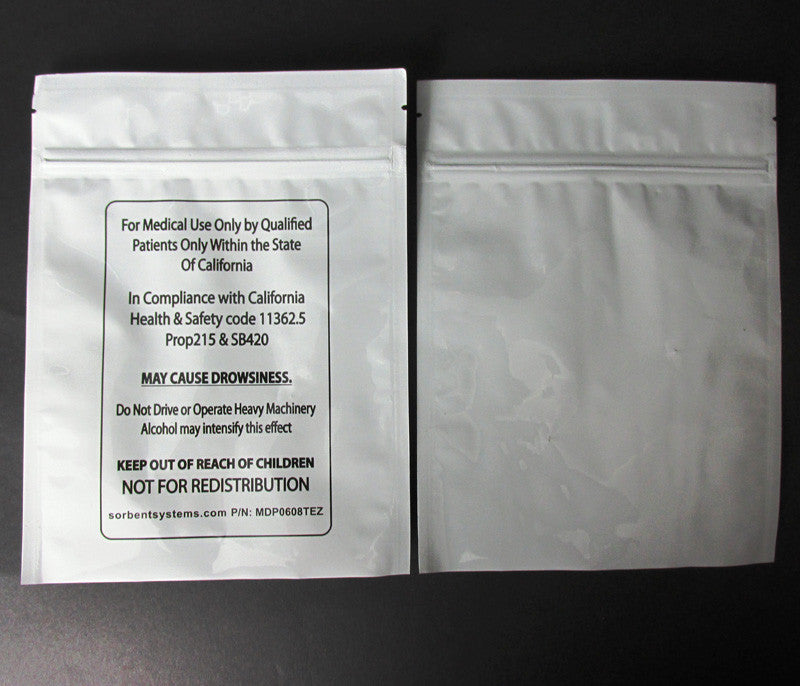 For Medical Use Only by Qualified
Patients Only Within the State
Of California
In Compliance with California
Health & Safety code 11362.5
Prop215 & SB420
MAY CAUSE DROWSINESS.
Do Not Drive or Operate Heavy Machinery
Alcohol may intensify this effect
KEEP OUT OF REACH OF CHILDREN
NOT FOR REDISTRIBUTION
sorbentsystems.com P/N: MDP0608TEZ